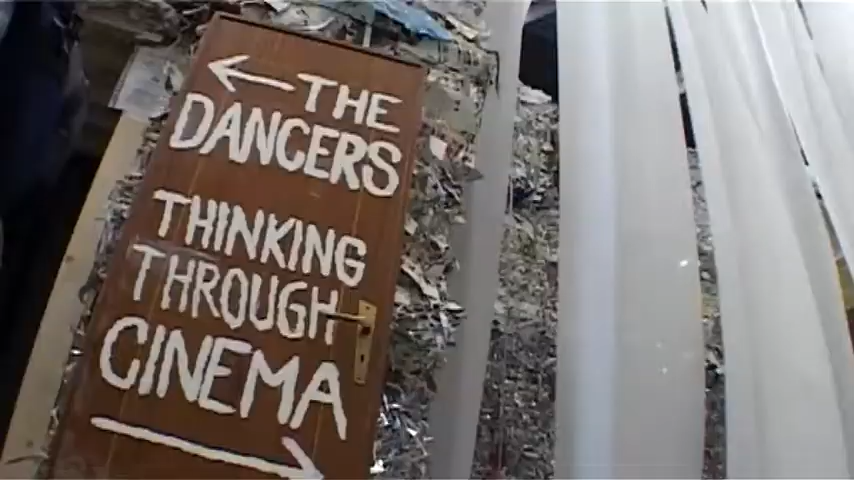 ← THE
DANCERS
THINKING
THROUGH
CINEMA
→